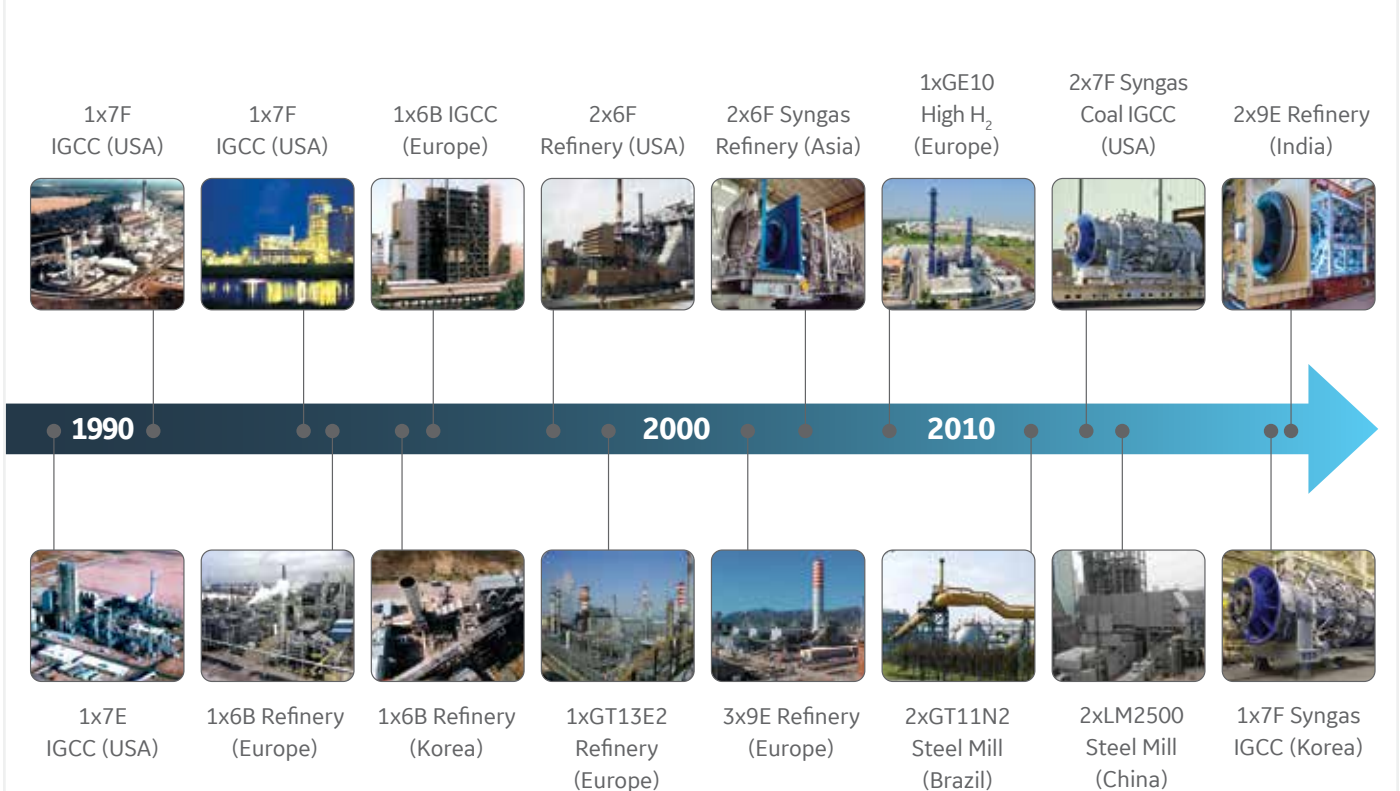 1x7F
IGCC (USA)
1x7F
IGCC (USA)
1x6B IGCC
(Europe)
2x6F
Refinery (USA)
2x6F Syngas
Refinery (Asia)
1xGE10
High H₂
(Europe)
2x7F Syngas
Coal IGCC
(USA)
2x9E Refinery
(India)
1990
2000
2010
1x7E
IGCC (USA)
1x6B Refinery
(Europe)
1x6B Refinery
(Korea)
1xGT13E2
Refinery
(Europe)
3x9E Refinery
(Europe)
2xGT11N2
Steel Mill
(Brazil)
2xLM2500
Steel Mill
(China)
1x7F Syngas
IGCC (Korea)